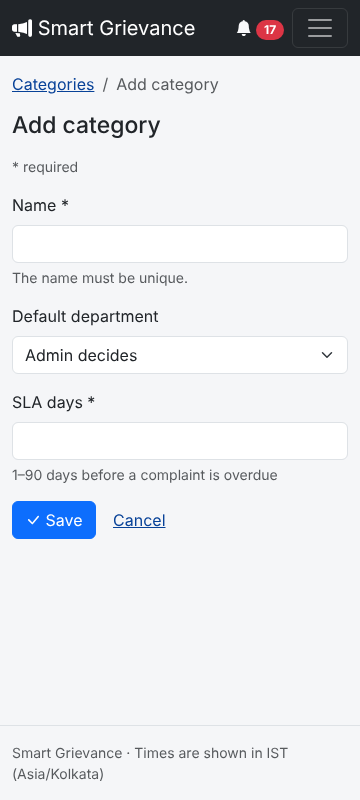 Smart Grievance 17
Categories / Add category
Add category
* required
Name *
The name must be unique.
Default department
Admin decides
SLA days *
1–90 days before a complaint is overdue
Save Cancel
Smart Grievance · Times are shown in IST
(Asia/Kolkata)